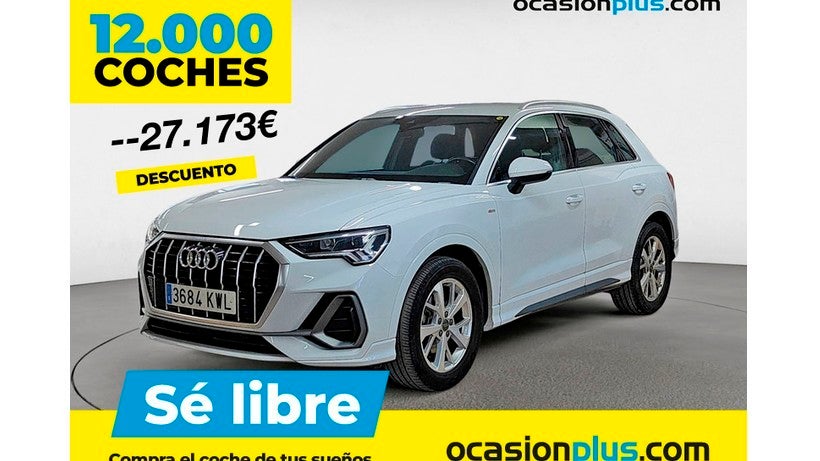 ocasionplus.com
12.000
COCHES
--27.173€
DESCUENTO
3684 KWL
Sé libre
Compra el coche de tus sueños
ocasionplus.com